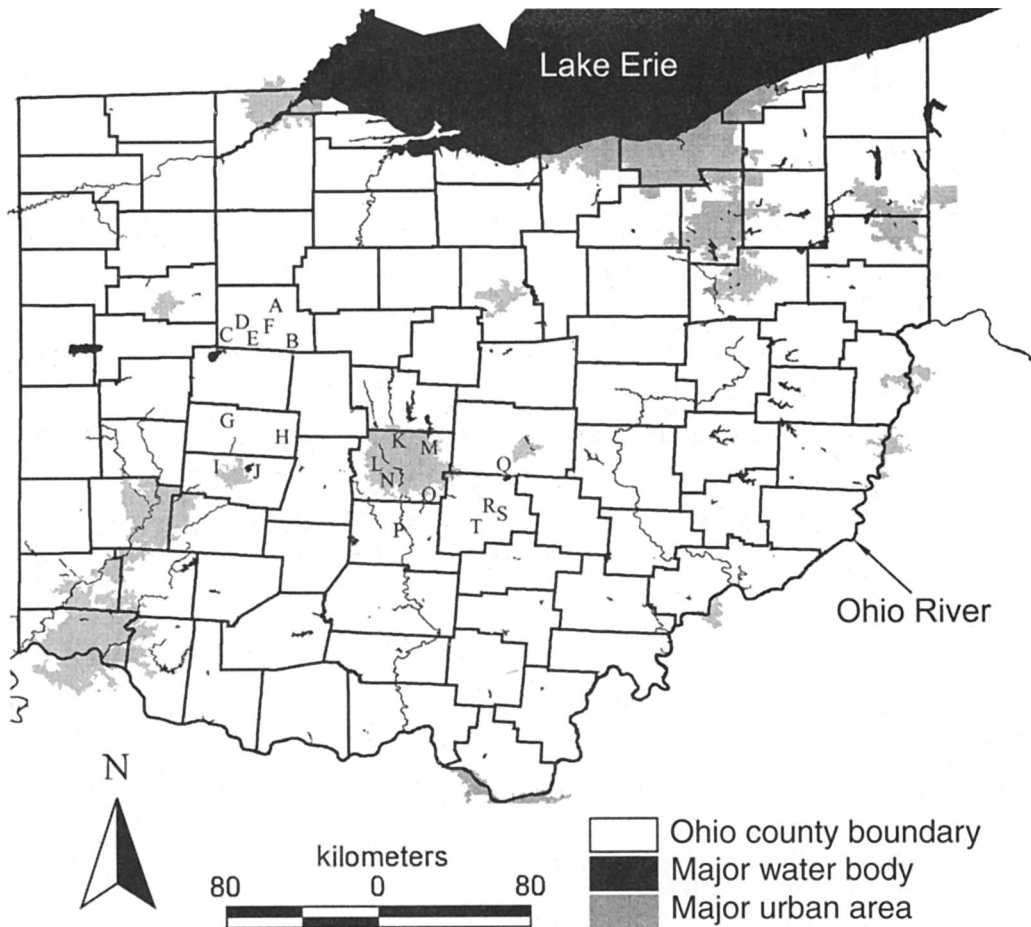 Lake Erie
A
D F
C E B
G
H
K
M
I J
L
N
Q
O
R S
T
P
Ohio River
N
kilometers
80 0 80
Ohio county boundary
Major water body
Major urban area